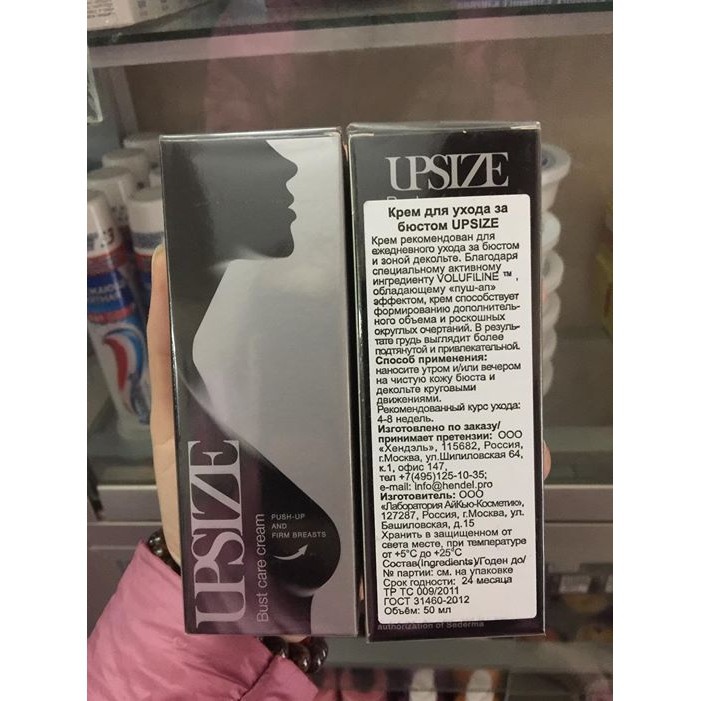 UPSIZE
Bust care cream
PUSH-UP
AND
FIRM BREASTS
UPSIZE
Крем для ухода за
бюстом UPSIZE
Крем рекомендован для
ежедневного ухода за бюстом
и зоной декольте. Благодаря
специальному активному
ингредиенту VOLUFILINE ™ ,
обладающему «пуш-ап»
эффектом, крем способствует
формированию дополнитель-
ного объема и роскошных
округлых очертаний. В резуль-
тате грудь выглядит более
подтянутой и привлекательной.
Способ применения:
наносите утром и/или вечером
на чистую кожу бюста и
декольте круговыми
движениями.
Рекомендованный курс ухода:
4-8 недель.
Изготовлено по заказу/
принимает претензии: ООО
«Хендэль», 115682, Россия,
г.Москва, ул.Шипиловская 64,
к.1, офис 147,
тел +7(495)125-10-35;
e-mail: Info@hendel.pro
Изготовитель: ООО
«Лаборатория АйКью-Косметик»,
127287, Россия, г.Москва, ул.
Башиловская, д.15
Хранить в защищенном от
света месте, при температуре
от +5°C до +25°C
Состав(Ingredients)/Годен до/
№ партии: см. на упаковке
Срок годности: 24 месяца
ТР ТС 009/2011
ГОСТ 31460-2012
Объём: 50 мл
authorization of Sederma